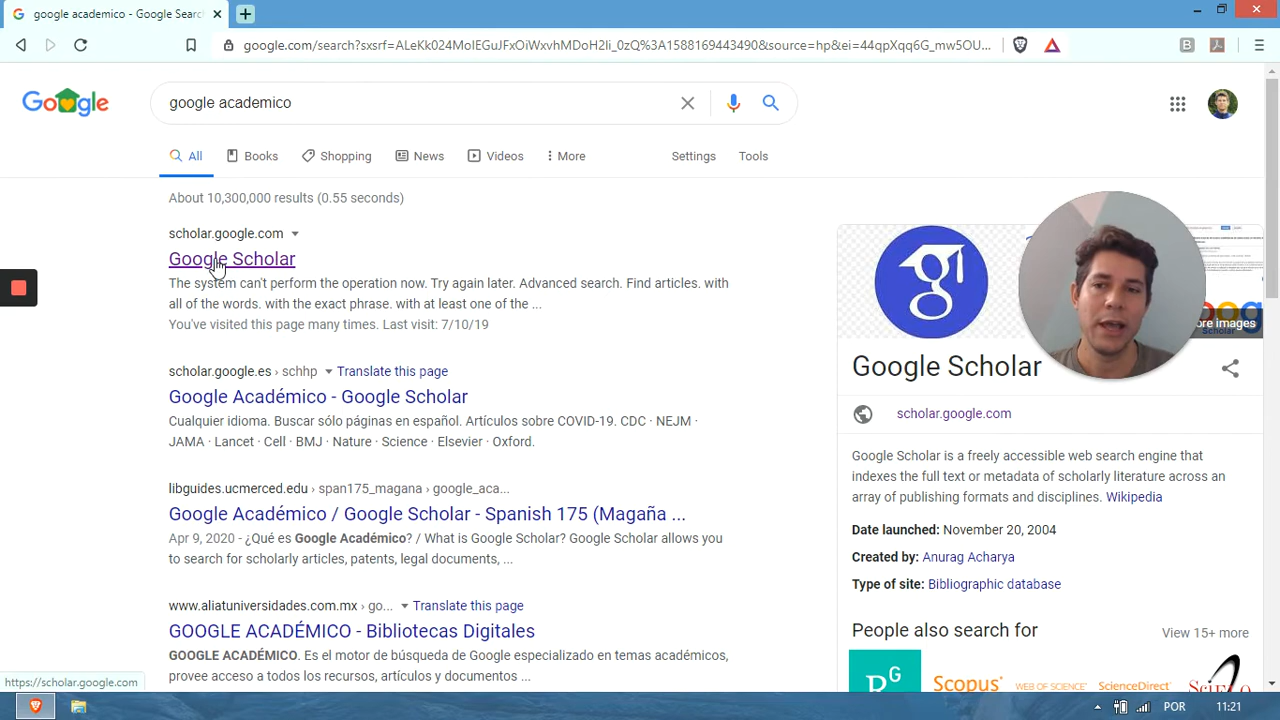 google academico - Google Sear
google.com/search?sxsrf=ALeKk024MoIEGuJFxOiWxvhMDoH2Ii_0zQ%3A1588169443490&source=hp&ei=44qpXqq6G_mw5OU...
Google
google academico
All Books Shopping News Videos More Settings Tools
About 10,300,000 results (0.55 seconds)
scholar.google.com
Google Scholar
The system can't perform the operation now. Try again later. Advanced search. Find articles. with
all of the words. with the exact phrase. with at least one of the ...
You've visited this page many times. Last visit: 7/10/19
scholar.google.es › schhp Translate this page
Google Académico - Google Scholar
Cualquier idioma. Buscar sólo páginas en español. Artículos sobre COVID-19. CDC · NEJM ·
JAMA · Lancet · Cell · BMJ · Nature · Science · Elsevier · Oxford.
libguides.ucmerced.edu › span175_magana › google_aca...
Google Académico / Google Scholar - Spanish 175 (Magaña ...
Apr 9, 2020 - ¿Qué es Google Académico? / What is Google Scholar? Google Scholar allows you
to search for scholarly articles, patents, legal documents, ...
www.aliatuniversidades.com.mx › go... Translate this page
GOOGLE ACADÉMICO - Bibliotecas Digitales
GOOGLE ACADÉMICO. Es el motor de búsqueda de Google especializado en temas académicos,
provee acceso a todos los recursos, artículos y documentos ...
ore images
Google Scholar
scholar.google.com
Google Scholar is a freely accessible web search engine that
indexes the full text or metadata of scholarly literature across an
array of publishing formats and disciplines. Wikipedia
Date launched: November 20, 2004
Created by: Anurag Acharya
Type of site: Bibliographic database
People also search for View 15+ more
RG Scopus WEB OF SCIENCE ScienceDirect
https://scholar.google.com
POR 11:21